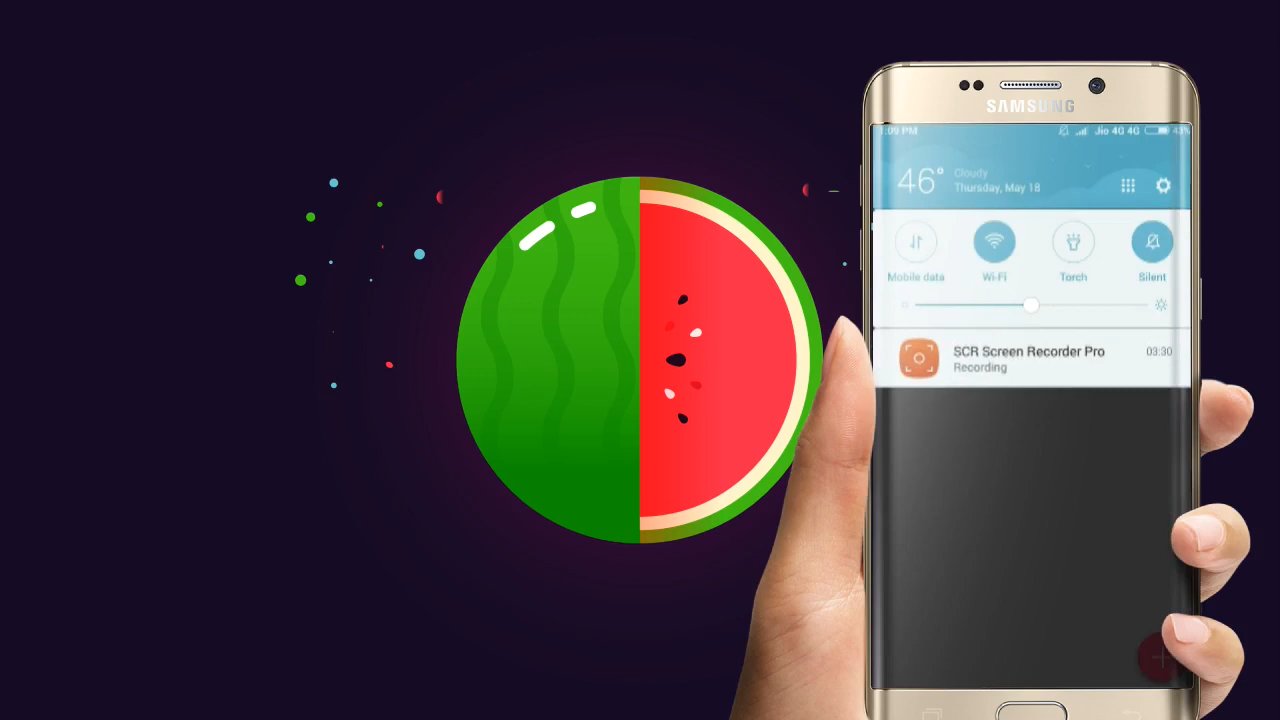 SAMSUNG
:09 PM
Jio 4G 4G
43%
46°
Cloudy
Thursday, May 18
Mobile data
Wi-Fi
Torch
Silent
SCR Screen Recorder Pro
03:30
Recording